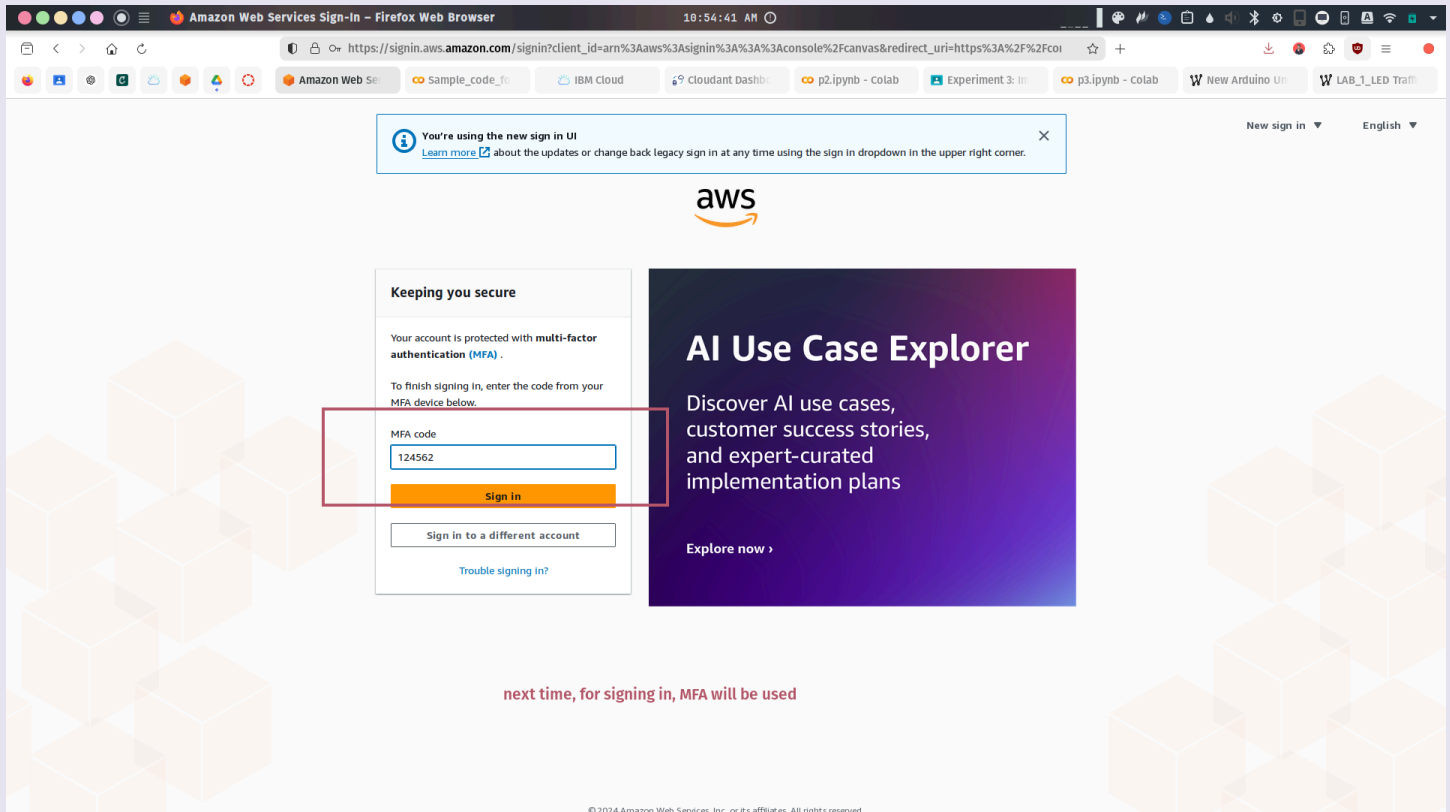 Amazon Web Services Sign-In – Firefox Web Browser
10:54:41 AM
https://signin.aws.amazon.com/signin?client_id=arn%3Aaws%3Asignin%3A%3A%3Aconsole%2Fcanvas&redirect_uri=https%3A%2F%2Fco
Amazon Web Se
Sample_code_fo
IBM Cloud
Cloudant Dashb
p2.ipynb - Colab
Experiment 3: Im
p3.ipynb - Colab
New Arduino Un
LAB_1_LED Traffi
You're using the new sign in UI
Learn more about the updates or change back legacy sign in at any time using the sign in dropdown in the upper right corner.
New sign in
English
aws
Keeping you secure
Your account is protected with multi-factor
authentication (MFA) .
To finish signing in, enter the code from your
MFA device below.
MFA code
124562
Sign in
Sign in to a different account
Trouble signing in?
AI Use Case Explorer
Discover AI use cases,
customer success stories,
and expert-curated
implementation plans
Explore now ›
next time, for signing in, MFA will be used
© 2024 Amazon Web Services, Inc. or its affiliates. All rights reserved.